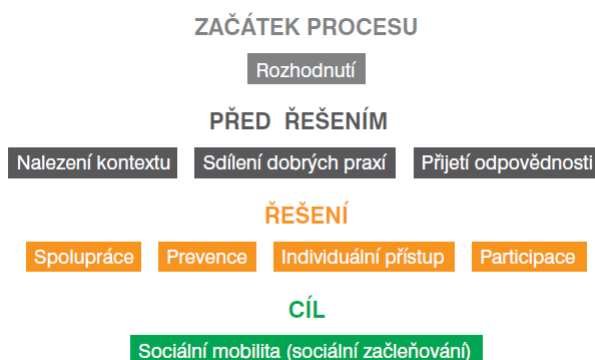 ZAČÁTEK PROCESU
Rozhodnutí
PŘED ŘEŠENÍM
Nalezení kontextu Sdílení dobrých praxí Přijetí odpovědnosti
ŘEŠENÍ
Spolupráce Prevence Individuální přístup Participace
CÍL
Sociální mobilita (sociální začleňování)